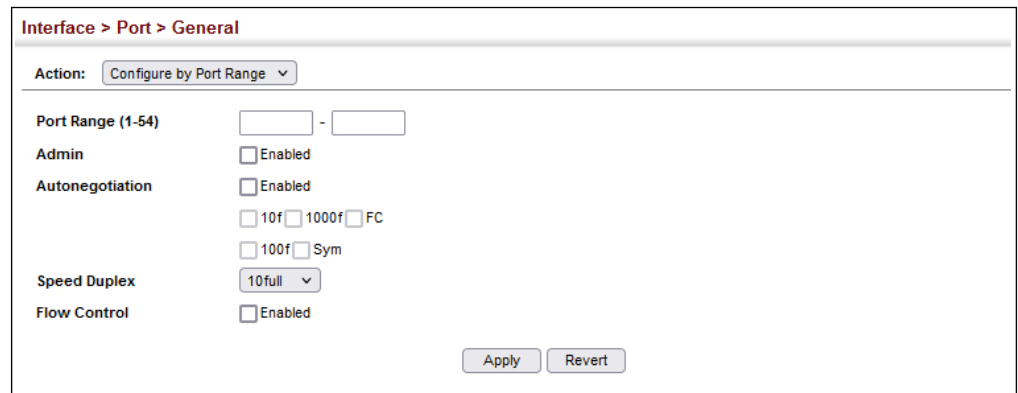 Interface > Port > General
Action: Configure by Port Range
Port Range (1-54) -
Admin Enabled
Autonegotiation Enabled
10f 1000f FC
100f Sym
Speed Duplex 10full
Flow Control Enabled
Apply Revert